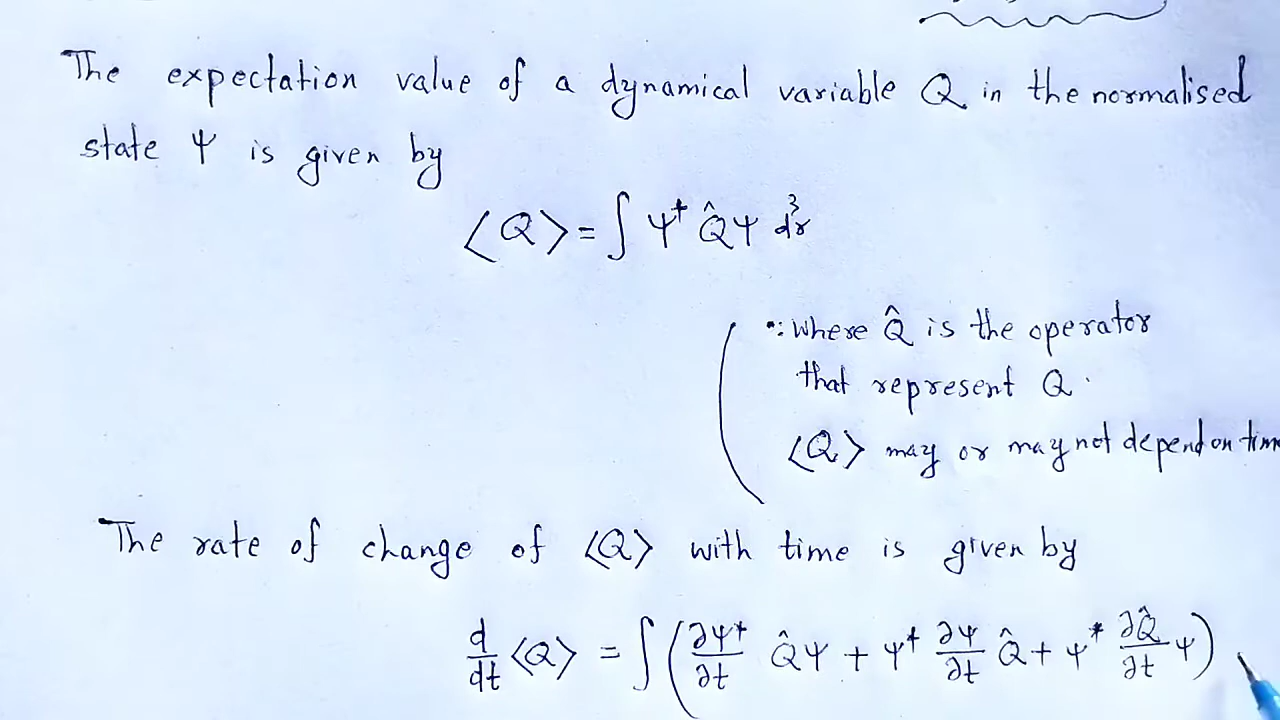 The expectation value of a dynamical variable Q in the normalised
state Ψ is given by
⟨Q⟩ = ∫ Ψ* Q̂ Ψ d³r
∵ where Q̂ is the operator
that represent Q.
⟨Q⟩ may or may not depend on tim
The rate of change of ⟨Q⟩ with time is given by
d/dt ⟨Q⟩ = ∫ (∂Ψ*/∂t Q̂Ψ + Ψ* ∂Ψ/∂t Q̂ + Ψ* ∂Q̂/∂t Ψ)